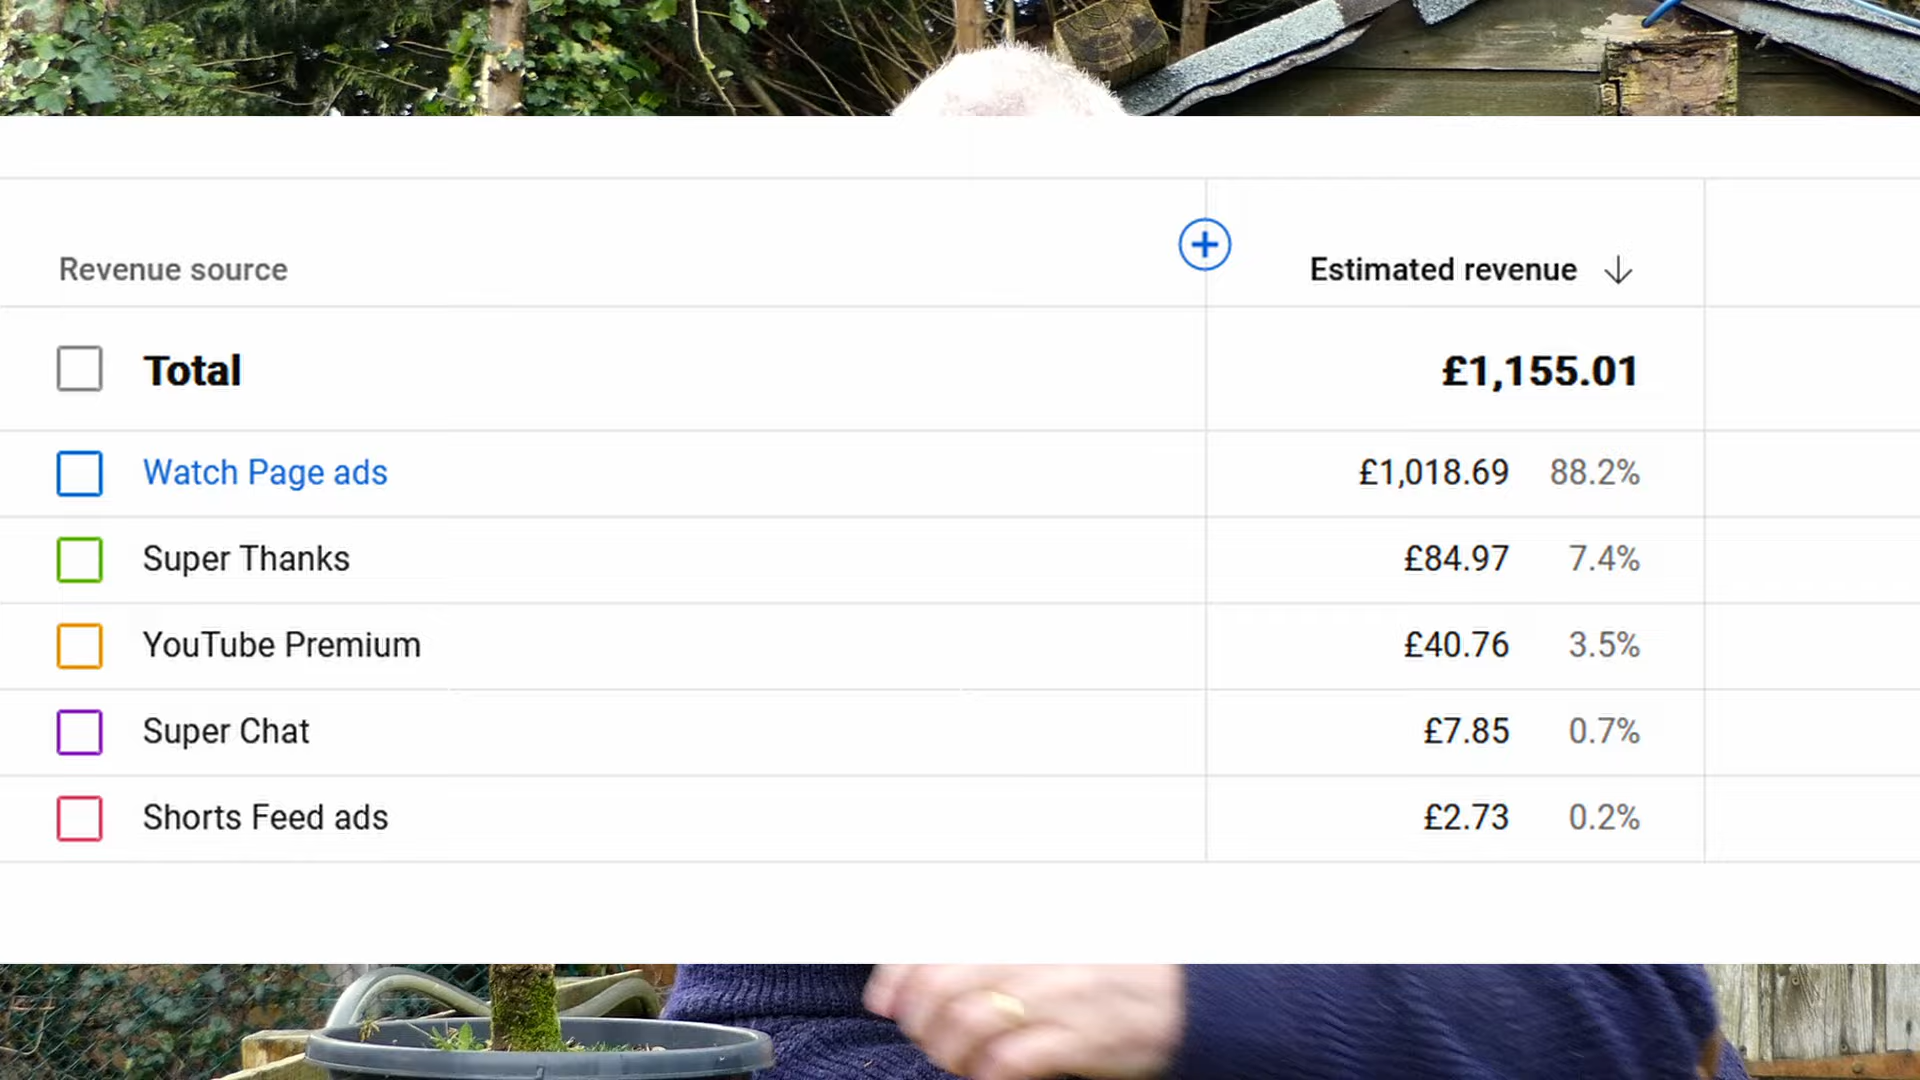 Revenue source Estimated revenue
Total £1,155.01
Watch Page ads £1,018.69 88.2%
Super Thanks £84.97 7.4%
YouTube Premium £40.76 3.5%
Super Chat £7.85 0.7%
Shorts Feed ads £2.73 0.2%